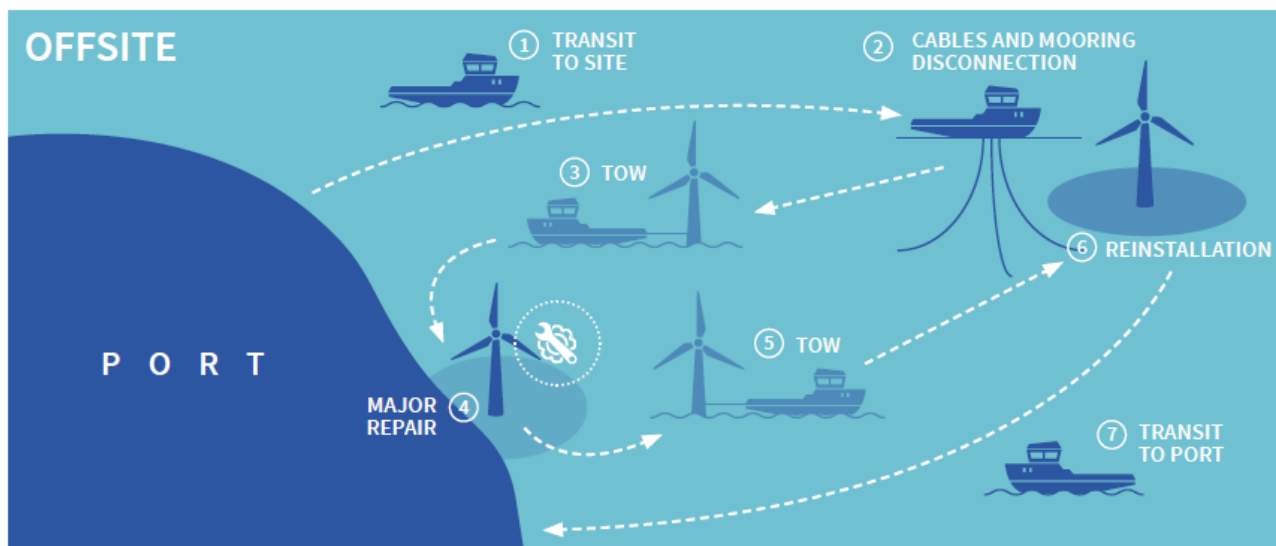 OFFSITE
1 TRANSIT
TO SITE
2 CABLES AND MOORING
DISCONNECTION
3 TOW
6 REINSTALLATION
5 TOW
PORT
MAJOR 4
REPAIR
7 TRANSIT
TO PORT